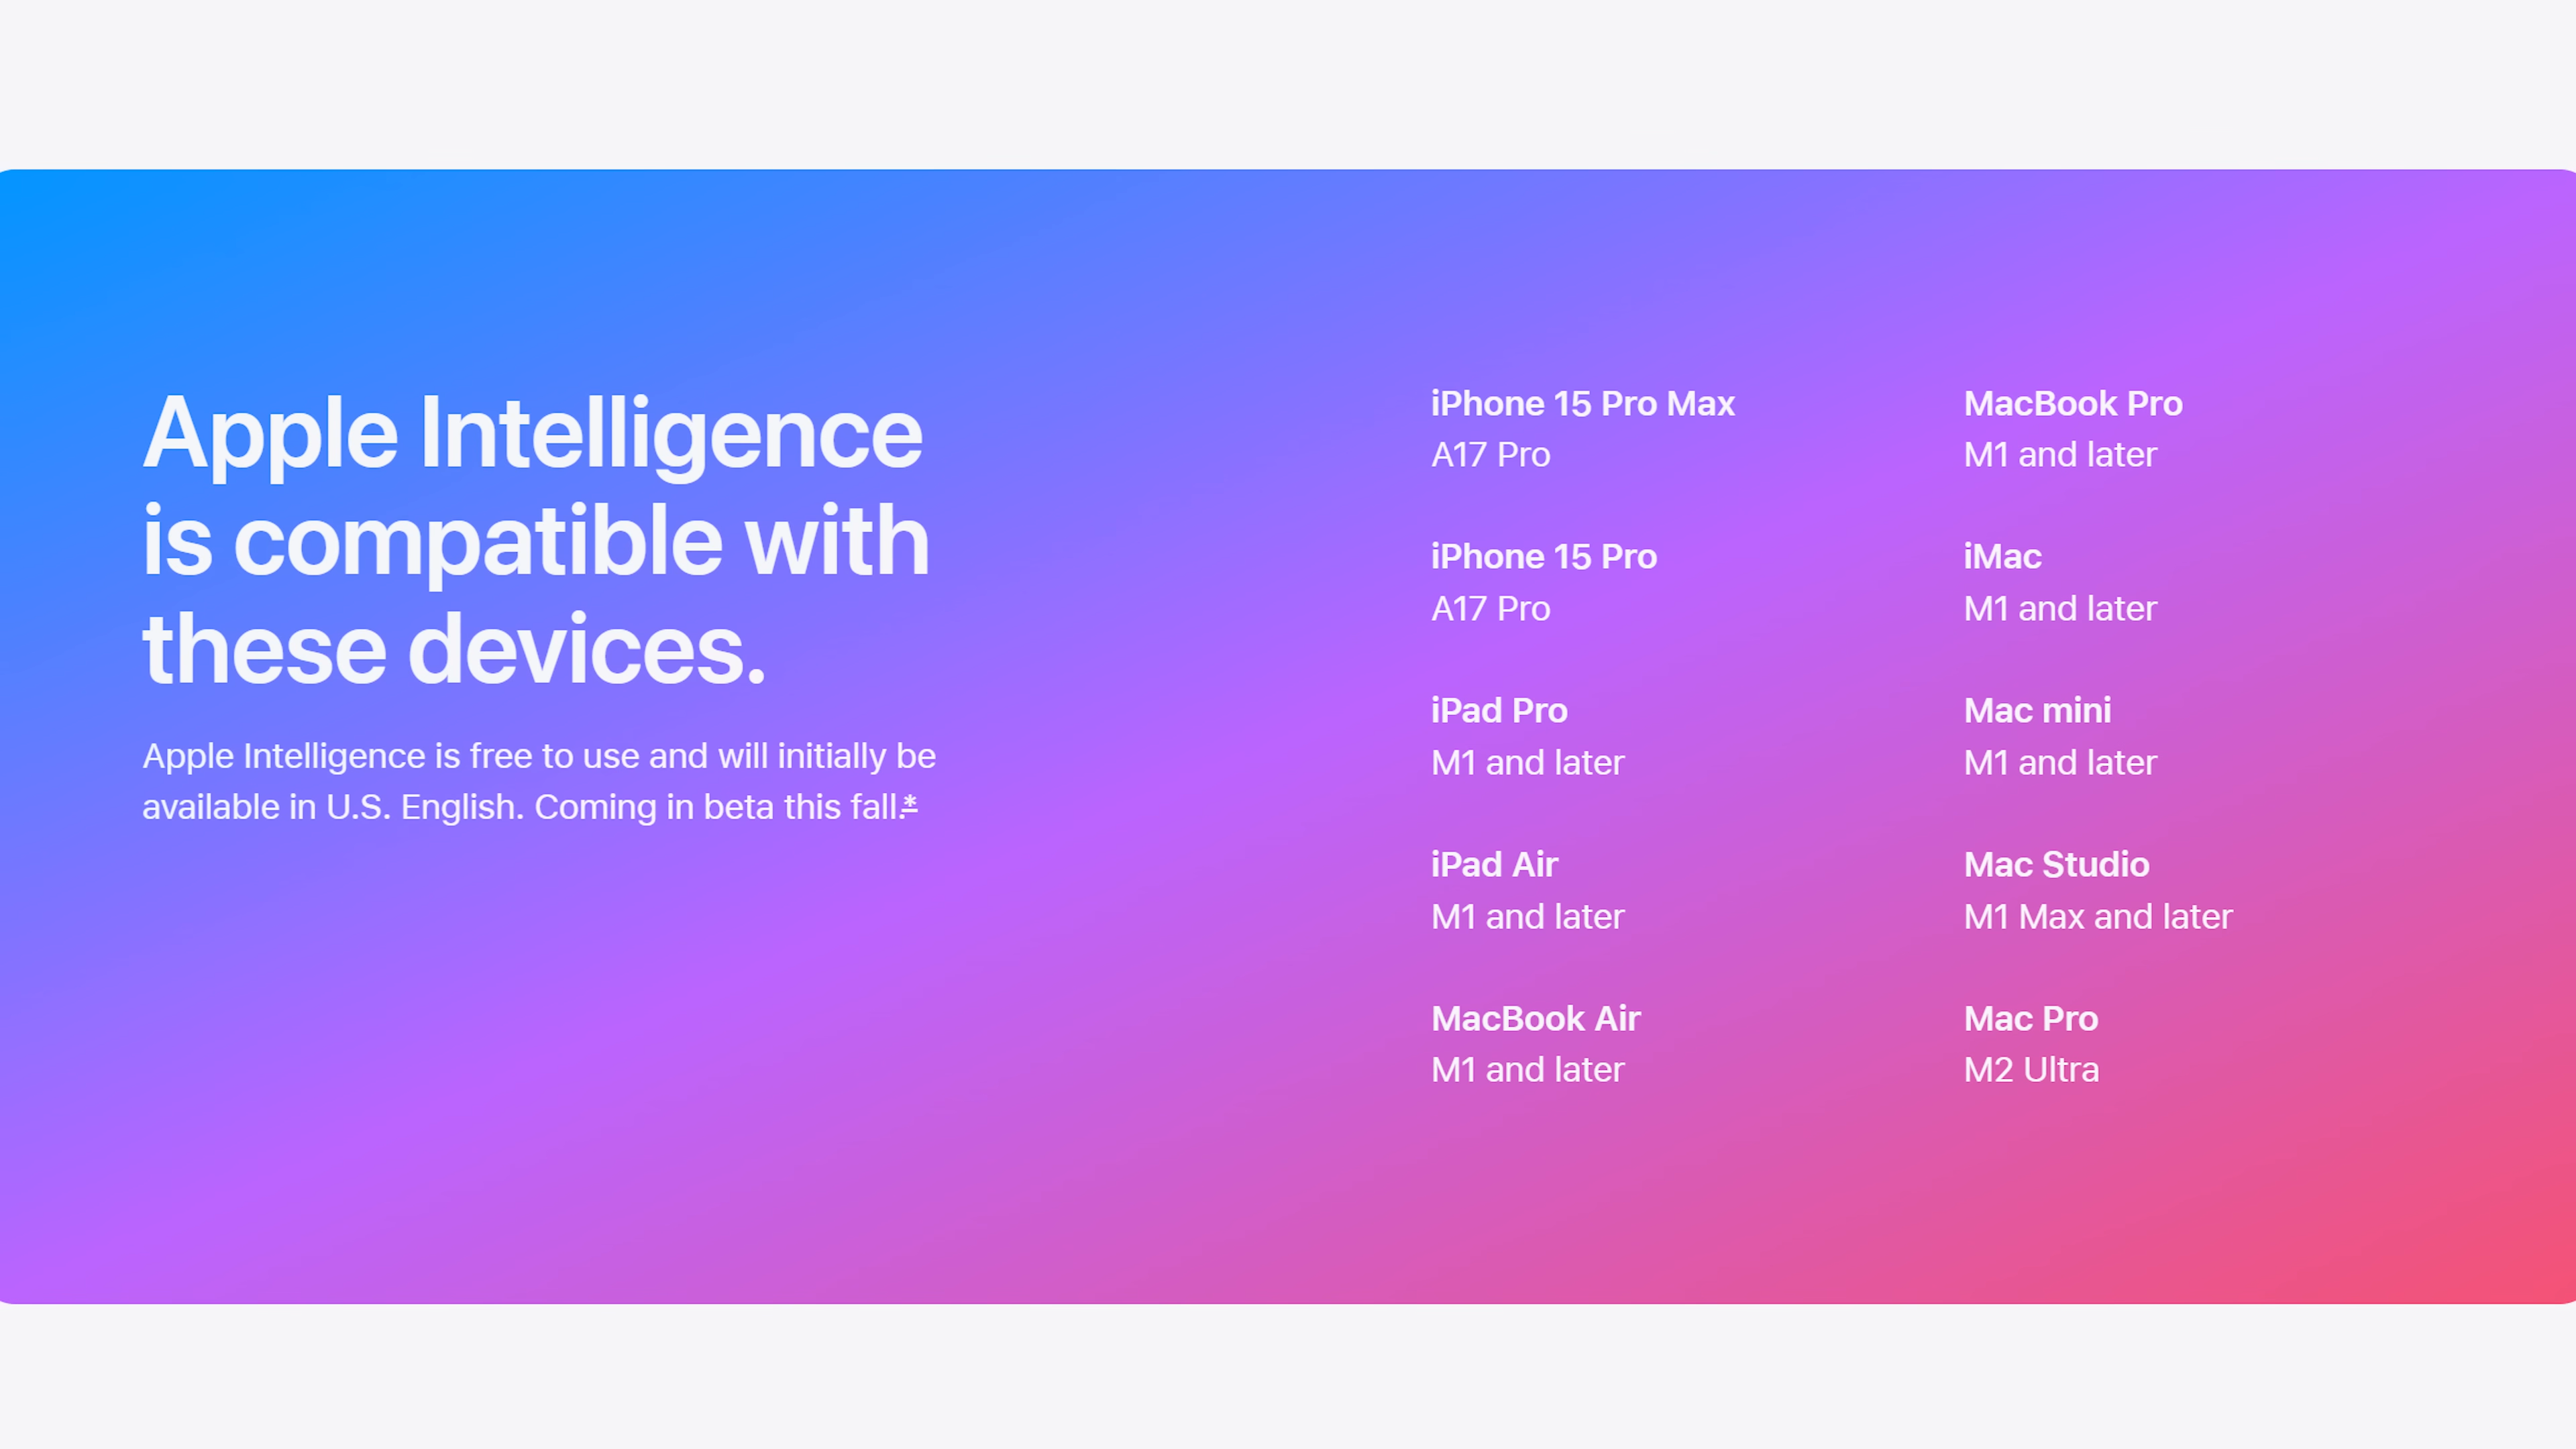 Apple Intelligence
is compatible with
these devices.
Apple Intelligence is free to use and will initially be
available in U.S. English. Coming in beta this fall.*
iPhone 15 Pro Max
A17 Pro
iPhone 15 Pro
A17 Pro
iPad Pro
M1 and later
iPad Air
M1 and later
MacBook Air
M1 and later
MacBook Pro
M1 and later
iMac
M1 and later
Mac mini
M1 and later
Mac Studio
M1 Max and later
Mac Pro
M2 Ultra